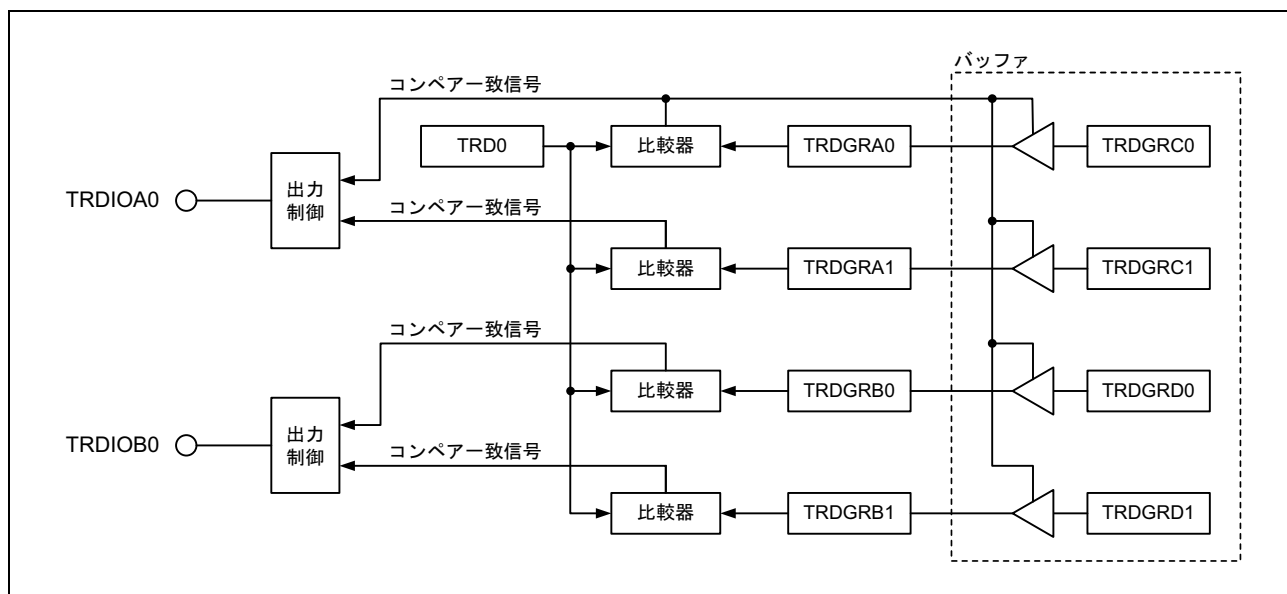 バッファ
コンペア一致信号
TRD0
比較器
TRDGRA0
TRDGRC0
TRDIOA0
出力
制御
コンペア一致信号
比較器
TRDGRA1
TRDGRC1
コンペア一致信号
比較器
TRDGRB0
TRDGRD0
TRDIOB0
出力
制御
コンペア一致信号
比較器
TRDGRB1
TRDGRD1